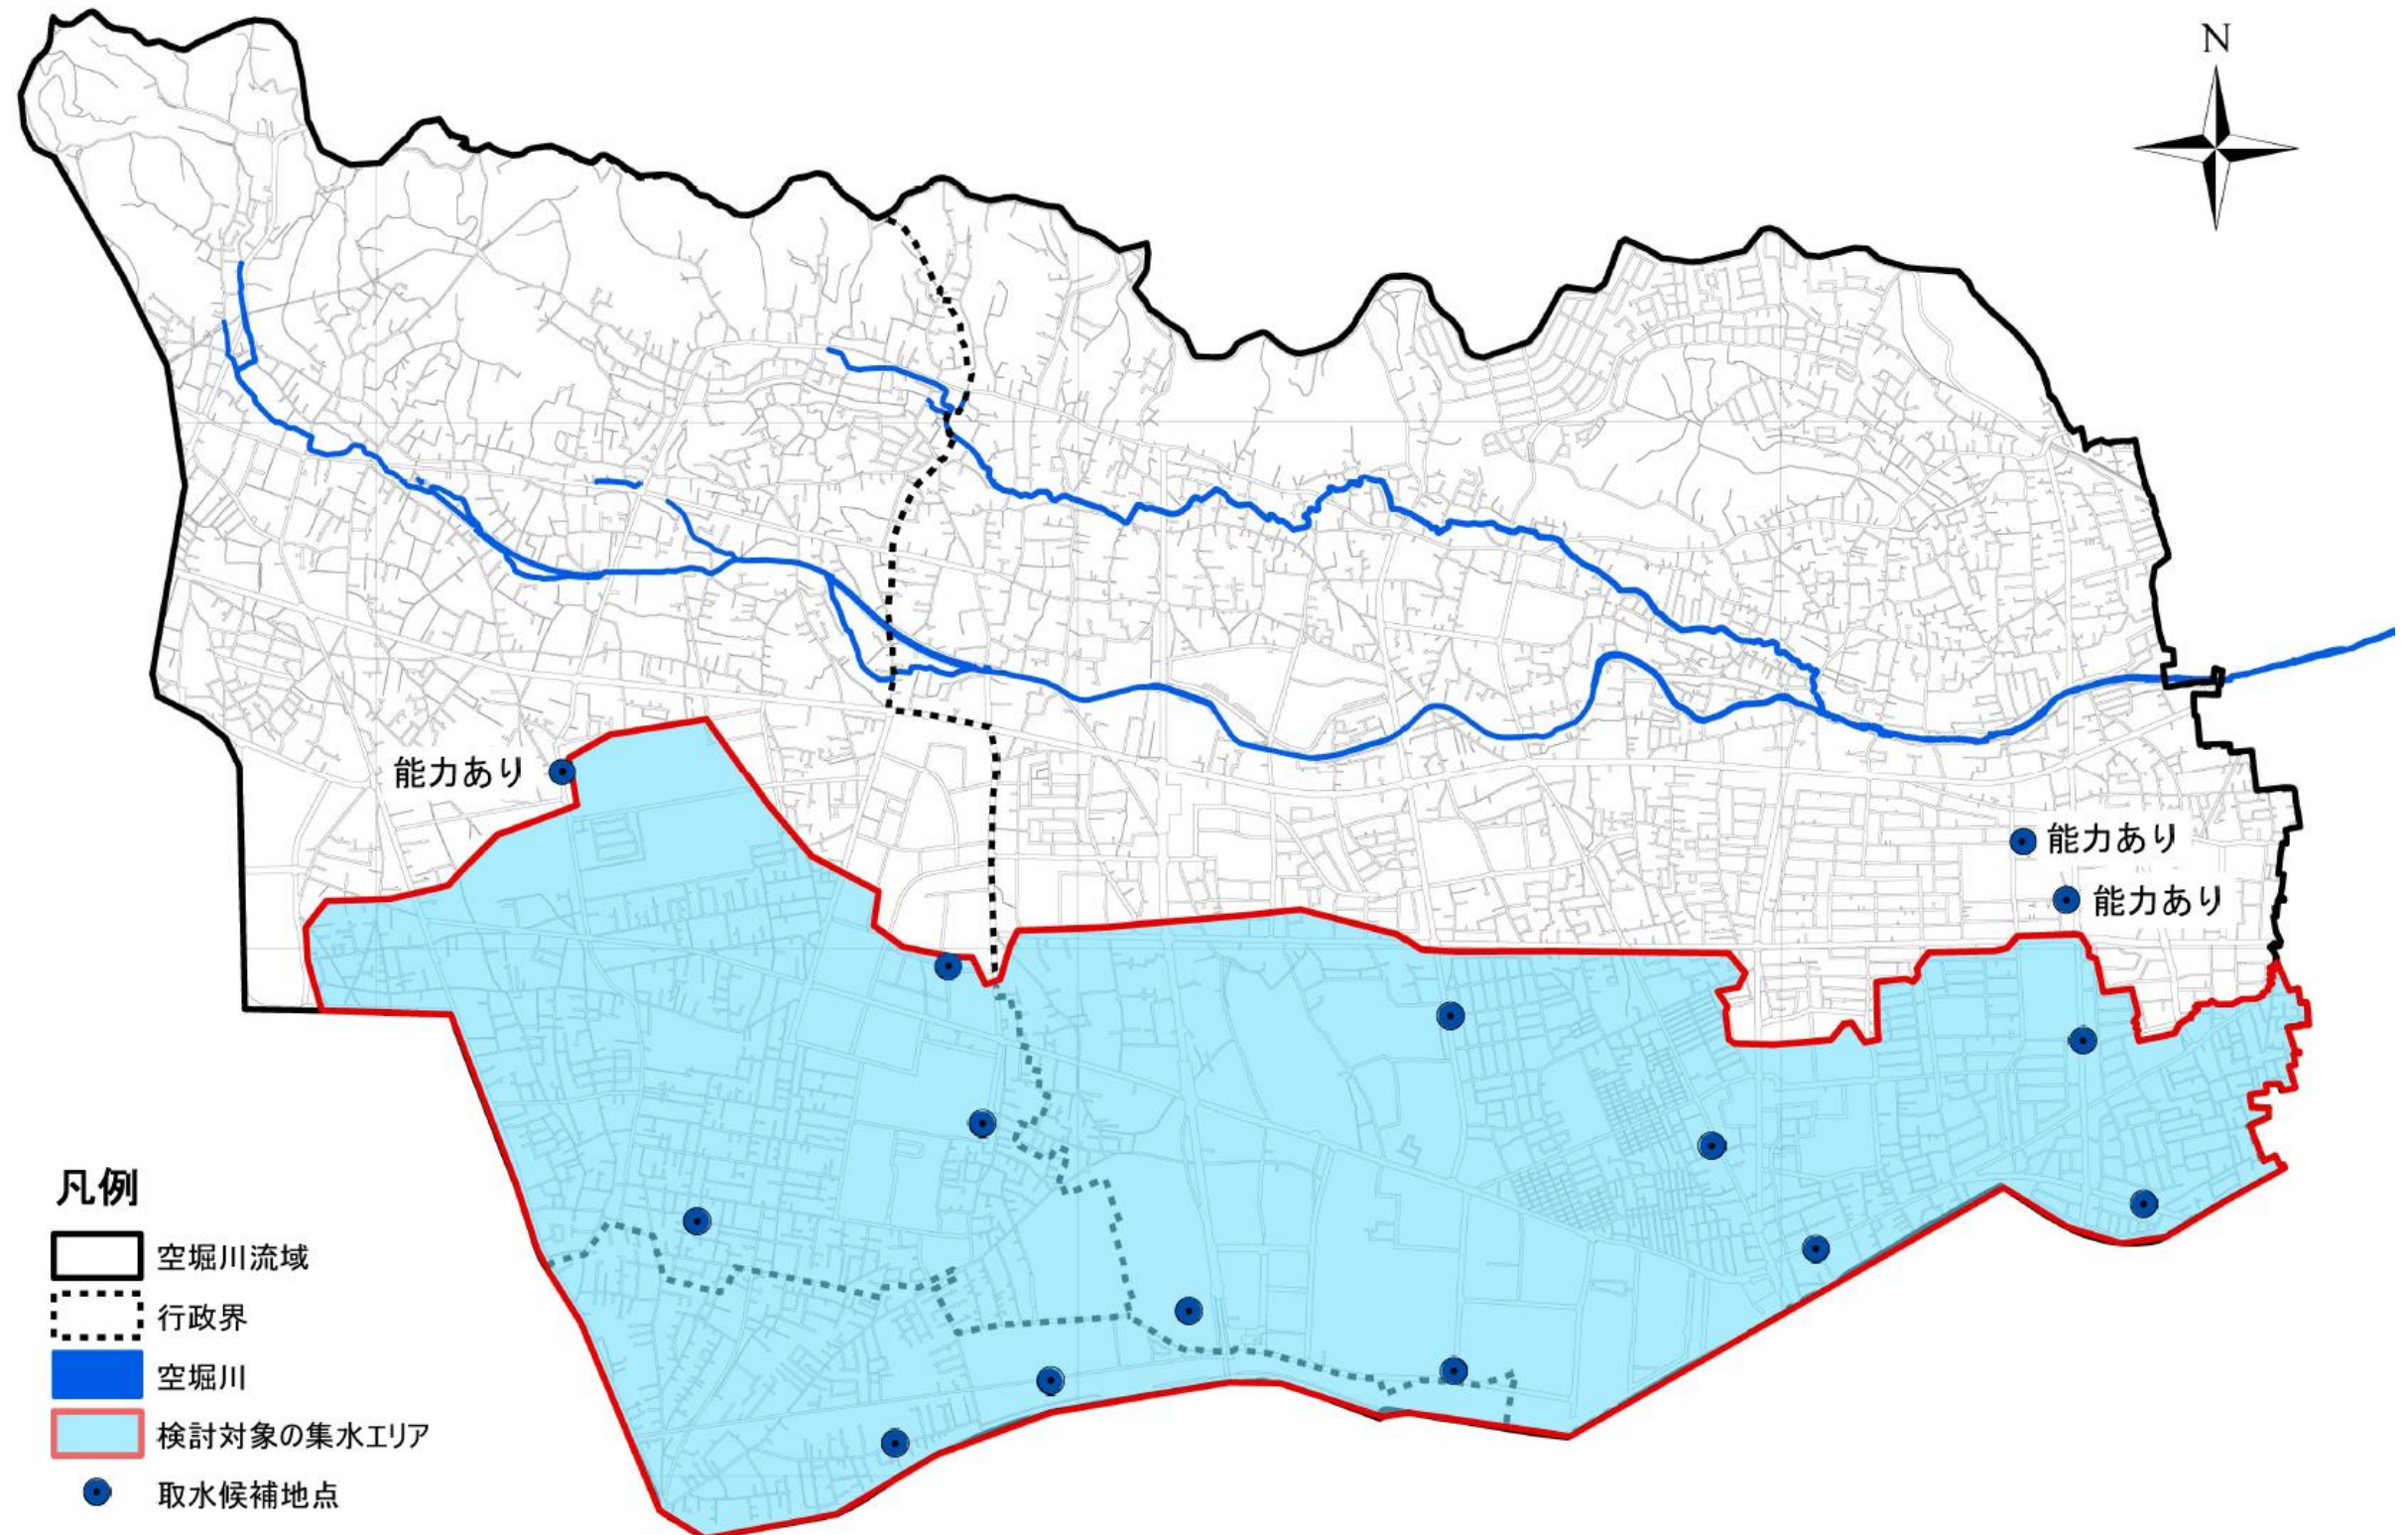 N
能力あり
能力あり
能力あり
凡例
空堀川流域
行政界
空堀川
検討対象の集水エリア
取水候補地点